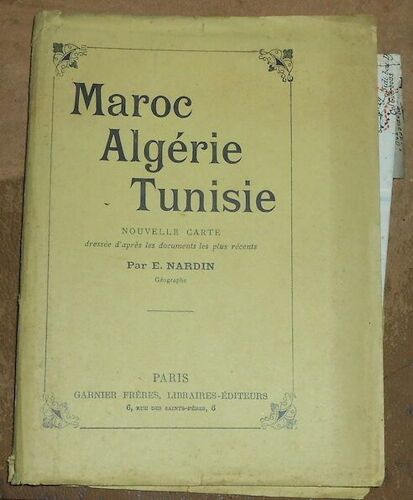 Maroc
Algérie
Tunisie
NOUVELLE CARTE
dressée d'après les documents les plus récents
Par E. NARDIN
Géographe
PARIS
GARNIER FRÈRES, LIBRAIRES-ÉDITEURS
6, RUE DES SAINTS-PÈRES, 6